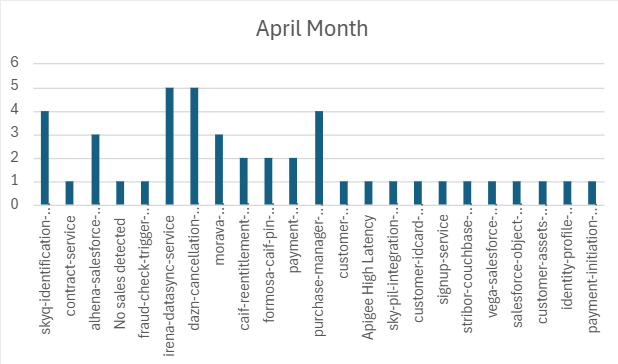 April Month
6
5
4
3
2
1
0
skyq-identification-…
contract-service
alhena-salesforce-…
No sales detected
fraud-check-trigger-…
irena-datasync-service
dazn-cancellation-…
morava-…
caif-reentitlement-…
formosa-caif-pin-…
payment-…
purchase-manager-…
customer-…
Apigee High Latency
sky-pil-integration-…
customer-idcard-…
signup-service
stribor-couchbase-…
vega-salesforce-…
salesforce-object-…
customer-assets-…
identity-profile-…
payment-initiation-…